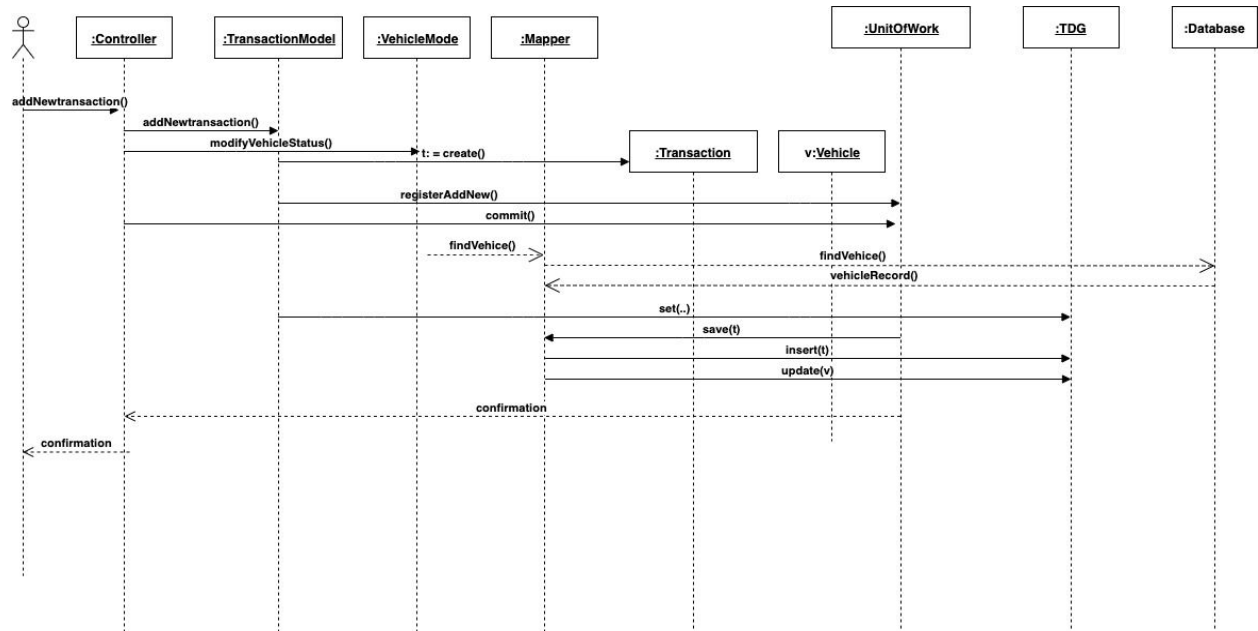 :Controller
:TransactionModel
:VehicleMode
:Mapper
:UnitOfWork
:TDG
:Database
addNewtransaction()
addNewtransaction()
modifyVehicleStatus()
t: = create()
:Transaction
v:Vehicle
registerAddNew()
commit()
findVehice()
findVehice()
vehicleRecord()
set(..)
save(t)
insert(t)
update(v)
confirmation
confirmation